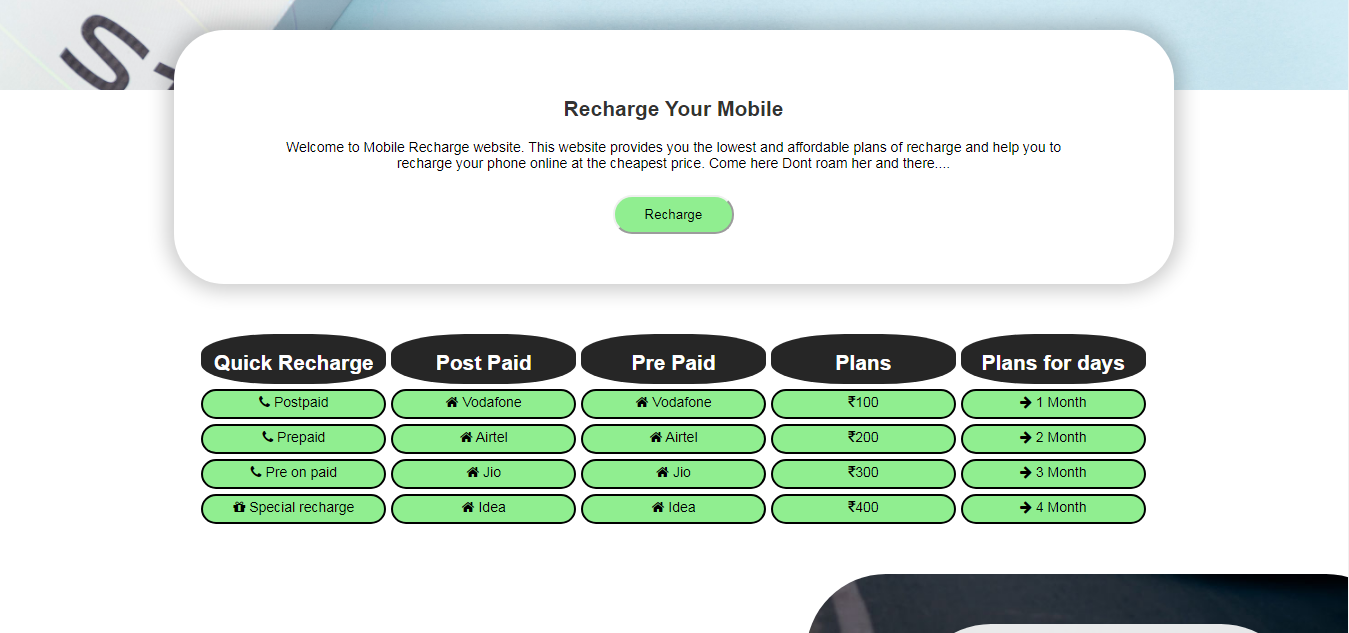 S
Recharge Your Mobile
Welcome to Mobile Recharge website. This website provides you the lowest and affordable plans of recharge and help you to
recharge your phone online at the cheapest price. Come here Dont roam her and there....
Recharge
Quick Recharge Post Paid Pre Paid Plans Plans for days
Postpaid Vodafone Vodafone ₹100 1 Month
Prepaid Airtel Airtel ₹200 2 Month
Pre on paid Jio Jio ₹300 3 Month
Special recharge Idea Idea ₹400 4 Month